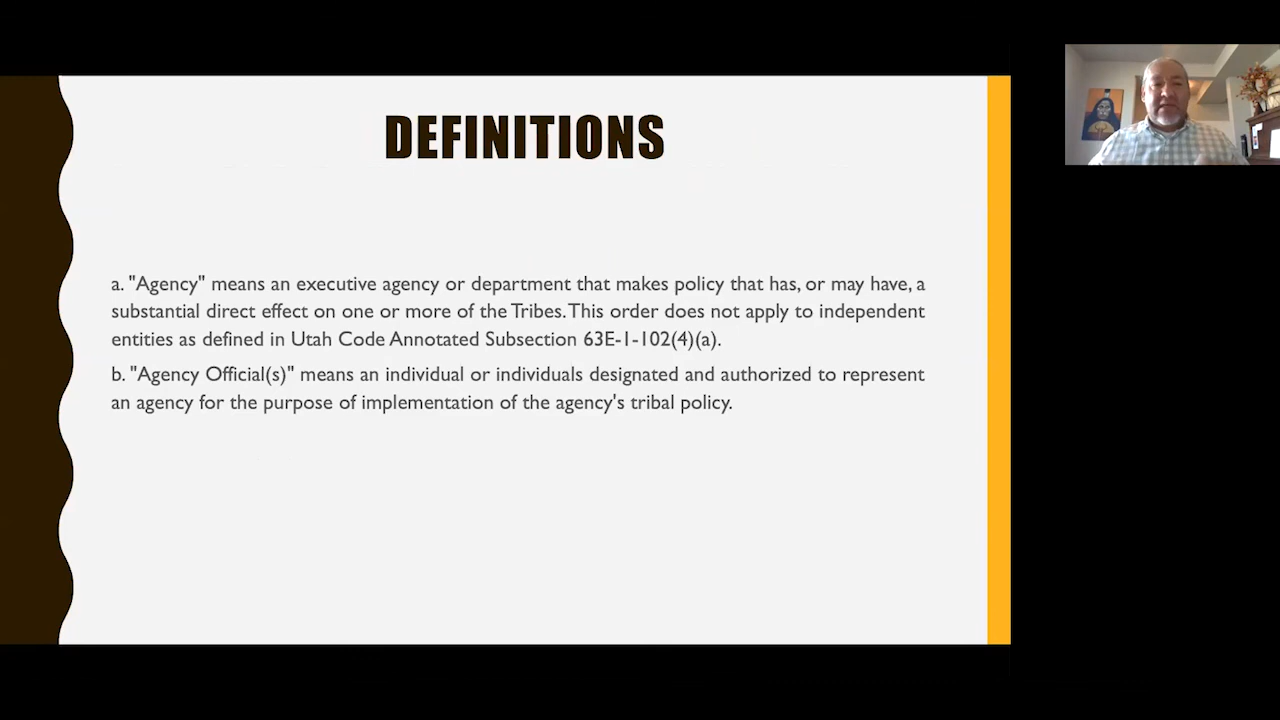 DEFINITIONS
a. "Agency" means an executive agency or department that makes policy that has, or may have, a
substantial direct effect on one or more of the Tribes. This order does not apply to independent
entities as defined in Utah Code Annotated Subsection 63E-1-102(4)(a).
b. "Agency Official(s)" means an individual or individuals designated and authorized to represent
an agency for the purpose of implementation of the agency's tribal policy.